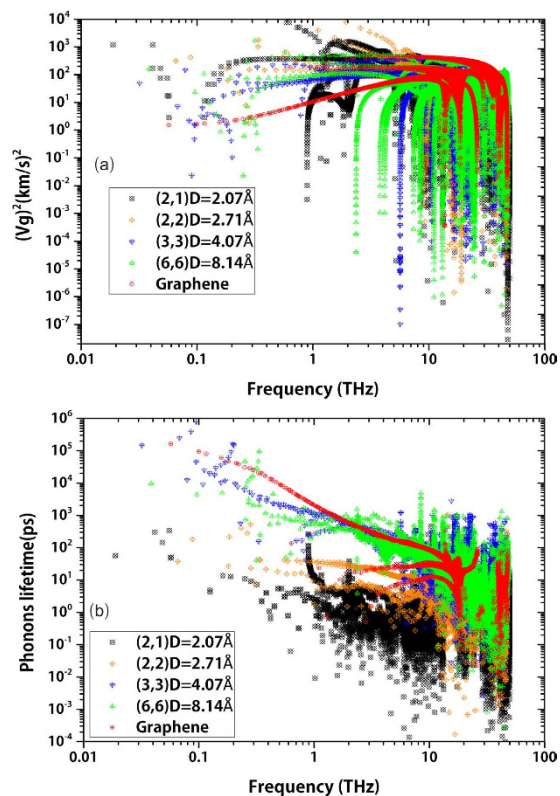 10⁴
10³
10²
10¹
10⁰
10⁻¹
10⁻²
10⁻³
10⁻⁴
10⁻⁵
10⁻⁶
10⁻⁷
(Vg)²(km/s)²
(a)
(2,1)D=2.07Å
(2,2)D=2.71Å
(3,3)D=4.07Å
(6,6)D=8.14Å
Graphene
0.01 0.1 1 10 100
Frequency (THz)
10⁶
10⁵
10⁴
10³
10²
10¹
10⁰
10⁻¹
10⁻²
10⁻³
10⁻⁴
Phonons lifetime(ps)
(b)
(2,1)D=2.07Å
(2,2)D=2.71Å
(3,3)D=4.07Å
(6,6)D=8.14Å
Graphene
0.01 0.1 1 10 100
Frequency (THz)